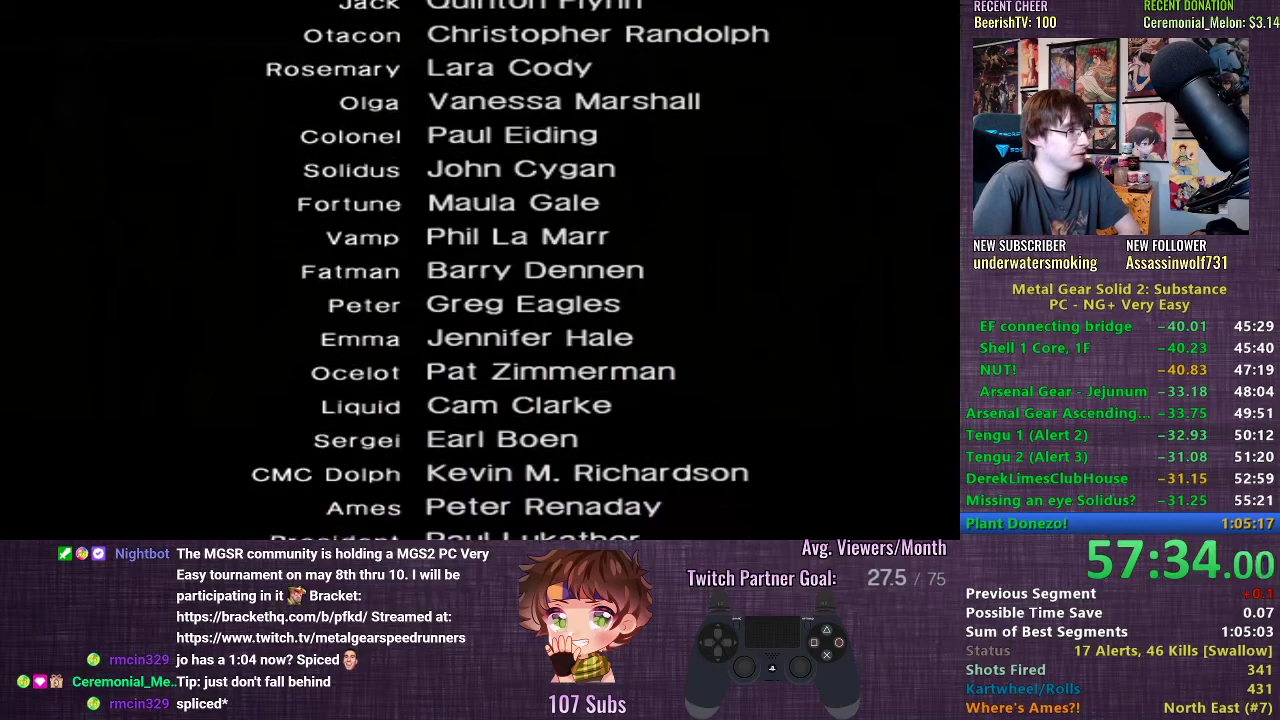 Jack Quinton Flynn
Otacon Christopher Randolph
Rosemary Lara Cody
Olga Vanessa Marshall
Colonel Paul Eiding
Solidus John Cygan
Fortune Maula Gale
Vamp Phil La Marr
Fatman Barry Dennen
Peter Greg Eagles
Emma Jennifer Hale
Ocelot Pat Zimmerman
Liquid Cam Clarke
Sergei Earl Boen
CMC Dolph Kevin M. Richardson
Ames Peter Renaday
President Paul Lukather
RECENT CHEER
BeerishTV: 100
RECENT DONATION
Ceremonial_Melon: $3.14
NEW SUBSCRIBER
underwatersmoking
NEW FOLLOWER
Assassinwolf731
Metal Gear Solid 2: Substance
PC - NG+ Very Easy
EF connecting bridge −40.01 45:29
Shell 1 Core, 1F −40.23 45:40
NUT! −40.83 47:19
Arsenal Gear - Jejunum −33.18 48:04
Arsenal Gear Ascending... −33.75 49:51
Tengu 1 (Alert 2) −32.93 50:12
Tengu 2 (Alert 3) −31.08 51:20
DerekLimesClubHouse −31.15 52:59
Missing an eye Solidus? −31.25 55:21
Plant Donezo! 1:05:17
57:34.00
Previous Segment +0.1
Possible Time Save 0.07
Sum of Best Segments 1:05:03
Status 17 Alerts, 46 Kills [Swallow]
Shots Fired 341
Kartwheel/Rolls 431
Where's Ames?! North East (#7)
Nightbot The MGSR community is holding a MGS2 PC Very
Easy tournament on may 8th thru 10. I will be
participating in it Bracket:
https://brackethq.com/b/pfkd/ Streamed at:
https://www.twitch.tv/metalgearspeedrunners
rmcin329 jo has a 1:04 now? Spiced
Ceremonial_Me.. Tip: just don't fall behind
rmcin329 spliced*
107 Subs
Avg. Viewers/Month
Twitch Partner Goal: 27.5 / 75